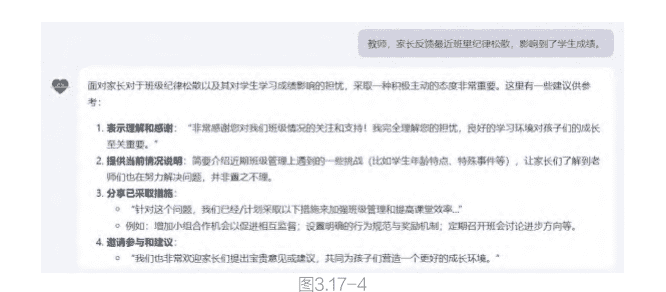 教师，家长反馈最近班里纪律松散，影响到了学生成绩。
面对家长对于班级纪律松散以及其对学生学习成绩影响的担忧，采取一种积极主动的态度非常重要。这里有一些建议供参
考：
1. 表示理解和感谢："非常感谢您对我们班级情况的关注和支持！我完全理解您的担忧，良好的学习环境对孩子们的成长
至关重要。"
2. 提供当前情况说明：简要介绍近期班级管理上遇到的一些挑战（比如学生年龄特点、特殊事件等），让家长们了解到老
师们也在努力解决问题，并非置之不理。
3. 分享已采取措施：
○ "针对这个问题，我们已经/计划采取以下措施来加强班级管理和提高课堂效率..."
○ 例如：增加小组合作机会以促进相互监督；设置明确的行为规范与奖励机制；定期召开班会讨论进步方向等。
4. 邀请参与和建议：
○ "我们也非常欢迎家长们提出宝贵意见或建议，共同为孩子们营造一个更好的成长环境。"
图3.17-4